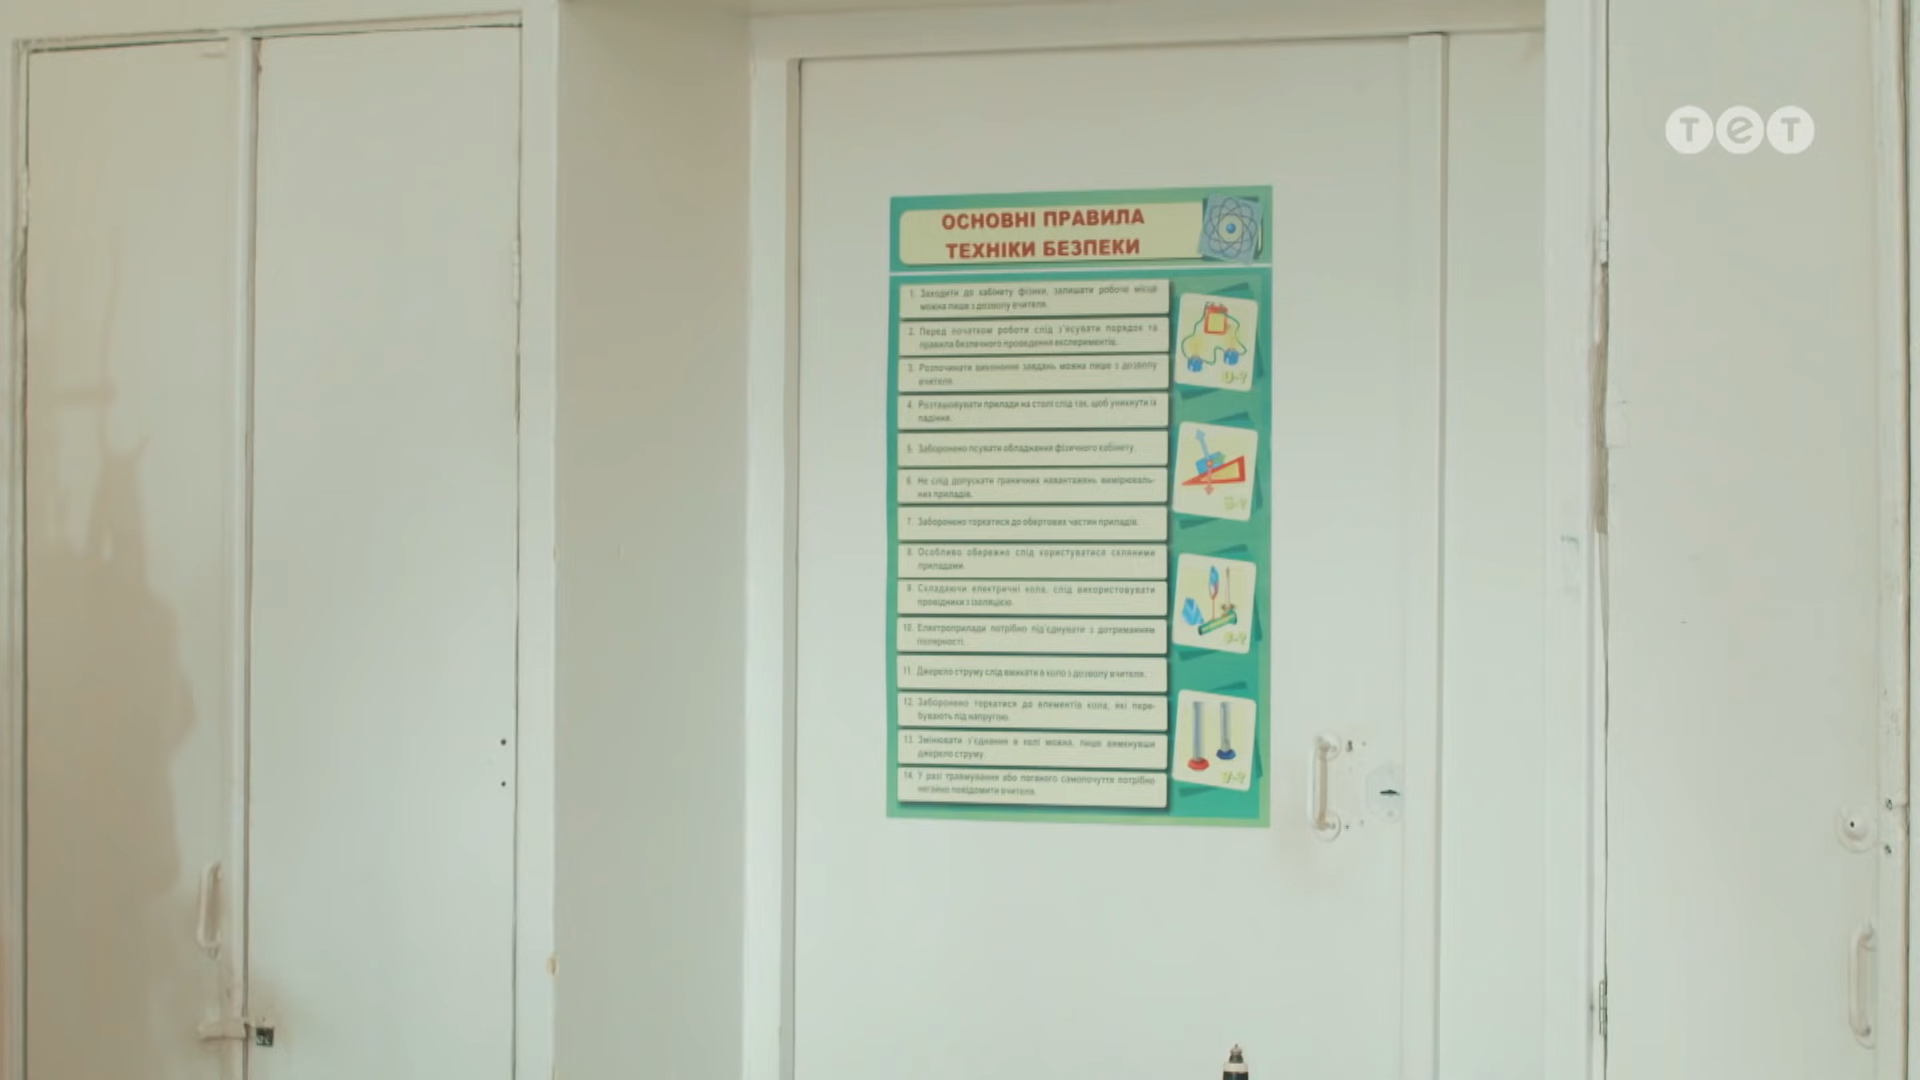 тет
ОСНОВНІ ПРАВИЛА
ТЕХНІКИ БЕЗПЕКИ
1. Заходити до кабінету фізики, залишати робоче місце
можна лише з дозволу вчителя.
2. Перед початком роботи слід з'ясувати порядок та
правила безпечного проведення експериментів.
3. Розпочинати виконання завдань можна лише з дозволу
вчителя.
4. Розташовувати прилади на столі слід так, щоб уникнути їх
падіння.
5. Заборонено псувати обладнання фізичного кабінету.
6. Не слід допускати граничних навантажень вимірюваль-
них приладів.
7. Заборонено торкатися до обертових частин приладів.
8. Особливо обережно слід користуватися скляними
приладами.
9. Складаючи електричні кола, слід використовувати
провідники з ізоляцією.
10. Електроприлади потрібно під'єднувати з дотриманням
полярності.
11. Джерело струму слід вмикати в коло з дозволу вчителя.
12. Заборонено торкатися до елементів кола, які пере-
бувають під напругою.
13. Змінювати з'єднання в колі можна, лише вимкнувши
джерело струму.
14. У разі травмування або поганого самопочуття потрібно
негайно повідомити вчителя.